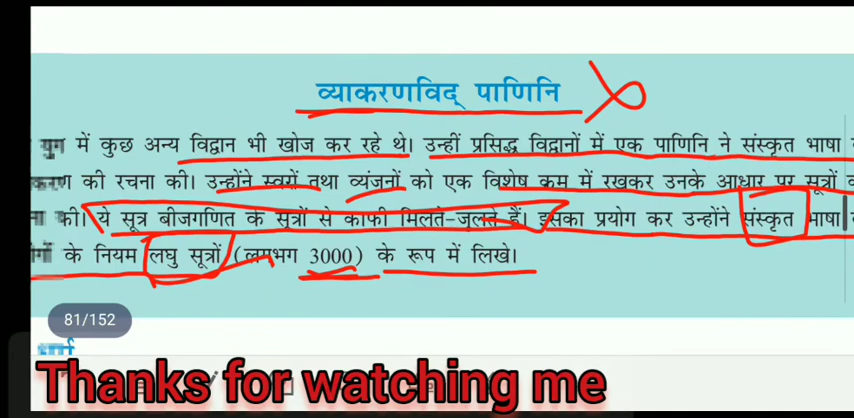 व्याकरणविद् पाणिनि
युग में कुछ अन्य विद्वान भी खोज कर रहे थे। उन्हीं प्रसिद्ध विद्वानों में एक पाणिनि ने संस्कृत भाषा
की रचना की। उन्होंने स्वरों तथा व्यंजनों को एक विशेष क्रम में रखकर उनके आधार पर सूत्रों
की। ये सूत्र बीजगणित के सूत्रों से काफी मिलते-जुलते हैं। इसका प्रयोग कर उन्होंने संस्कृत भाषा
के नियम लघु सूत्रों (लगभग 3000) के रूप में लिखे।
81/152
Thanks for watching me